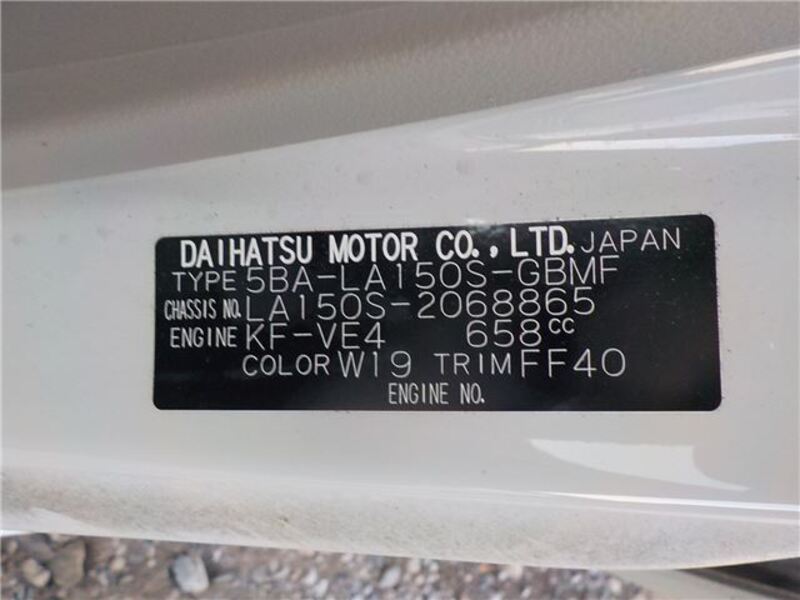 DAIHATSU MOTOR CO., LTD. JAPAN
TYPE 5BA-LA150S-GBMF
CHASSIS NO. LA150S-2068865
ENGINE KF-VE4 658cc
COLOR W19 TRIM FF40
ENGINE NO.